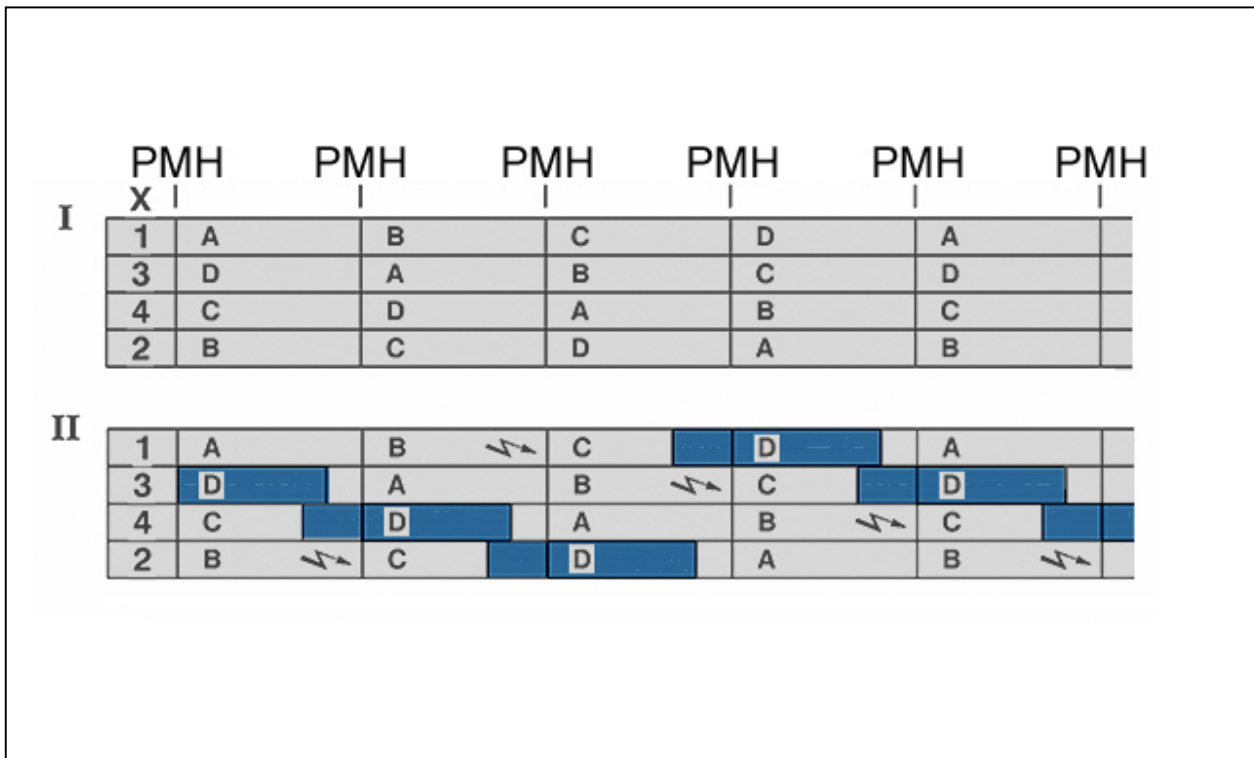 PMH PMH PMH PMH PMH PMH
X
I
1 A B C D A
3 D A B C D
4 C D A B C
2 B C D A B
II
1 A B C D A
3 D A B C D
4 C D A B C
2 B C D A B